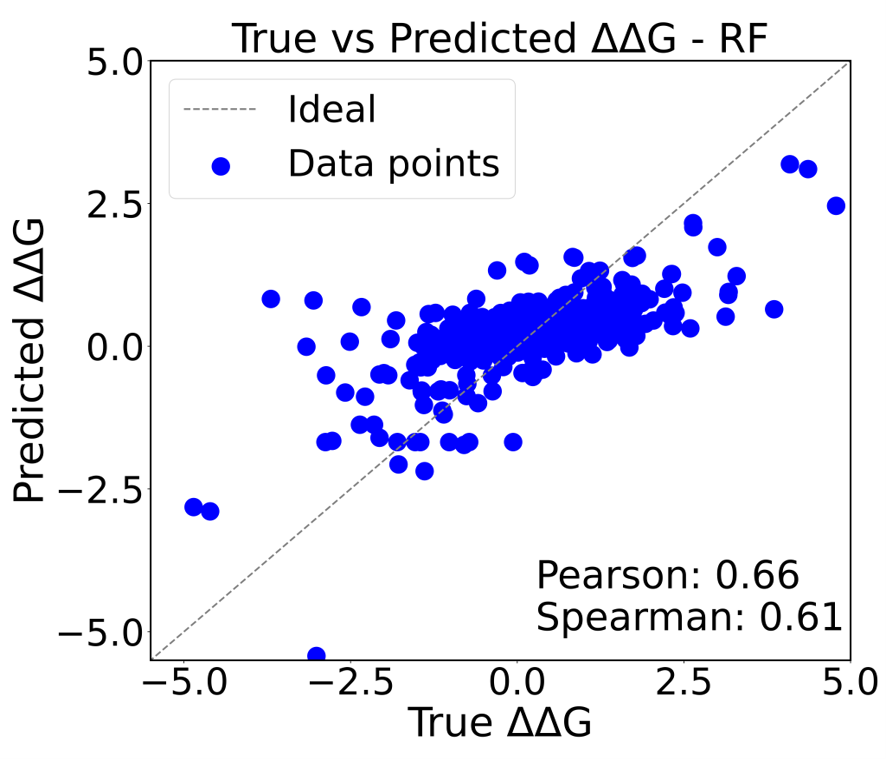 True vs Predicted ΔΔG - RF
5.0
Ideal
Data points
2.5
0.0
−2.5
−5.0
Predicted ΔΔG
Pearson: 0.66
Spearman: 0.61
−5.0 −2.5 0.0 2.5 5.0
True ΔΔG